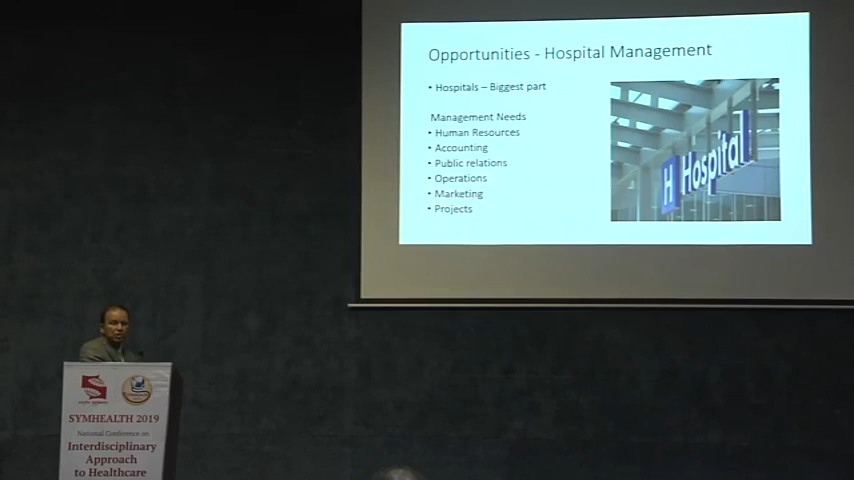 Opportunities - Hospital Management
• Hospitals – Biggest part
Management Needs
• Human Resources
• Accounting
• Public relations
• Operations
• Marketing
• Projects
H Hospital
SYMHEALTH 2019
National Conference on
Interdisciplinary
Approach
to Healthcare